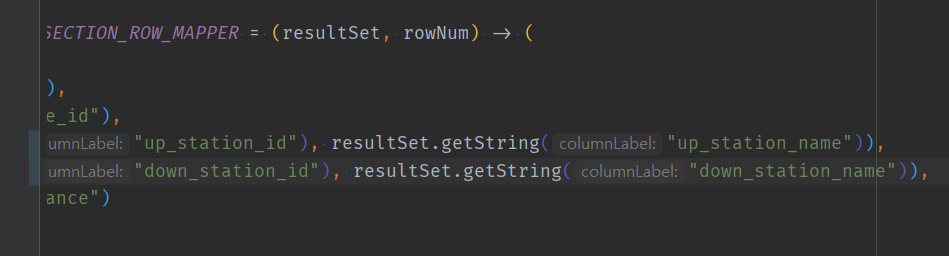 SECTION_ROW_MAPPER = (resultSet, rowNum) -> (
),
e_id"),
umnLabel: "up_station_id"), resultSet.getString( columnLabel: "up_station_name")),
umnLabel: "down_station_id"), resultSet.getString( columnLabel: "down_station_name")),
ance")